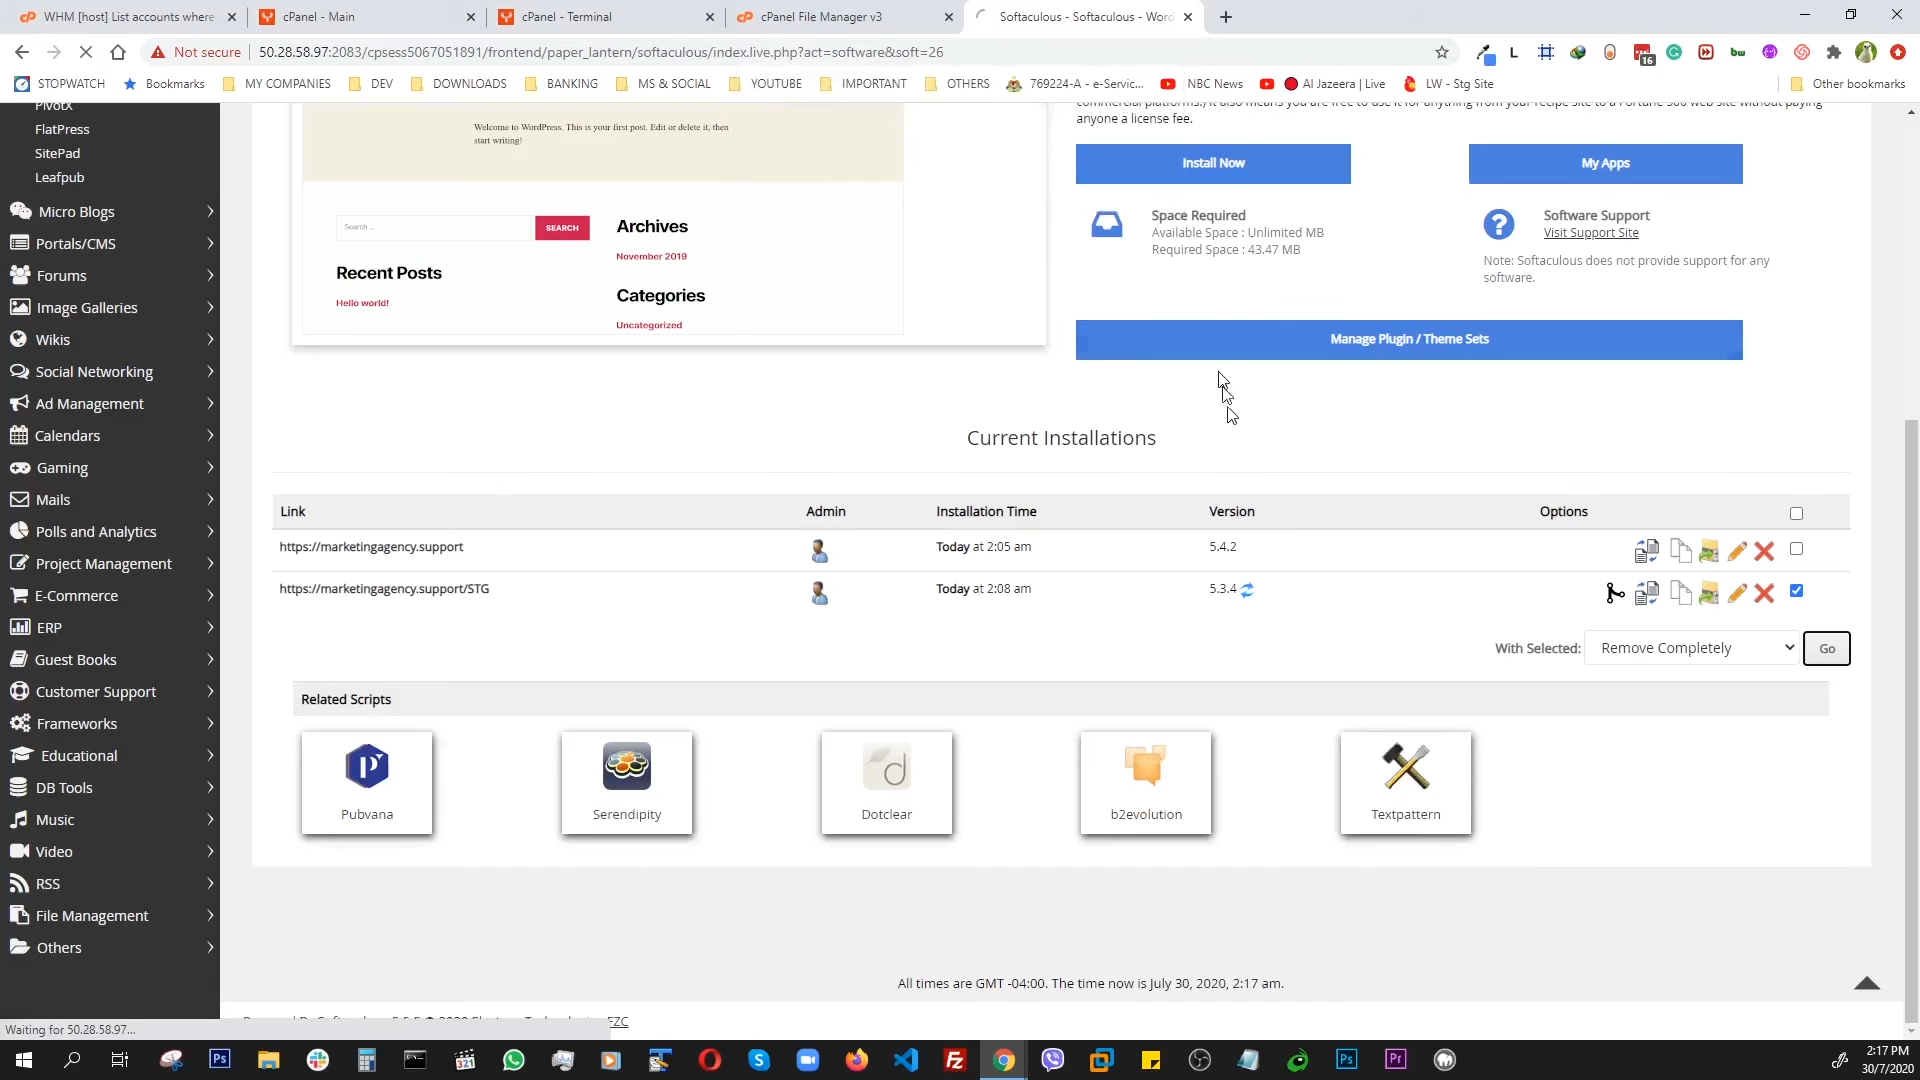 WHM [host] List accounts where
cPanel - Main
cPanel - Terminal
cPanel File Manager v3
Softaculous - Softaculous - Word
Not secure
50.28.58.97:2083/cpsess5067051891/frontend/paper_lantern/softaculous/index.live.php?act=software&soft=26
L
16
bw
STOPWATCH
Bookmarks
MY COMPANIES
DEV
DOWNLOADS
BANKING
MS & SOCIAL
YOUTUBE
IMPORTANT
OTHERS
769224-A - e-Servic...
NBC News
Al Jazeera | Live
LW - Stg Site
Other bookmarks
PivotX
FlatPress
SitePad
Leafpub
Micro Blogs
Portals/CMS
Forums
Image Galleries
Wikis
Social Networking
Ad Management
Calendars
Gaming
Mails
Polls and Analytics
Project Management
E-Commerce
ERP
Guest Books
Customer Support
Frameworks
Educational
DB Tools
Music
Video
RSS
File Management
Others
Welcome to WordPress. This is your first post. Edit or delete it, then
start writing!
Search ...
SEARCH
Archives
November 2019
Recent Posts
Hello world!
Categories
Uncategorized
commercial platforms.) It also means you are free to use it for anything from your recipe site to a Fortune 500 web site without paying
anyone a license fee.
Install Now
My Apps
Space Required
Available Space : Unlimited MB
Required Space : 43.47 MB
Software Support
Visit Support Site
Note: Softaculous does not provide support for any
software.
Manage Plugin / Theme Sets
Current Installations
Link Admin Installation Time Version Options
https://marketingagency.support Today at 2:05 am 5.4.2
https://marketingagency.support/STG Today at 2:08 am 5.3.4
With Selected: Remove Completely Go
Related Scripts
Pubvana
Serendipity
Dotclear
b2evolution
Textpattern
All times are GMT -04:00. The time now is July 30, 2020, 2:17 am.
FZC
Waiting for 50.28.58.97...
2:17 PM
30/7/2020